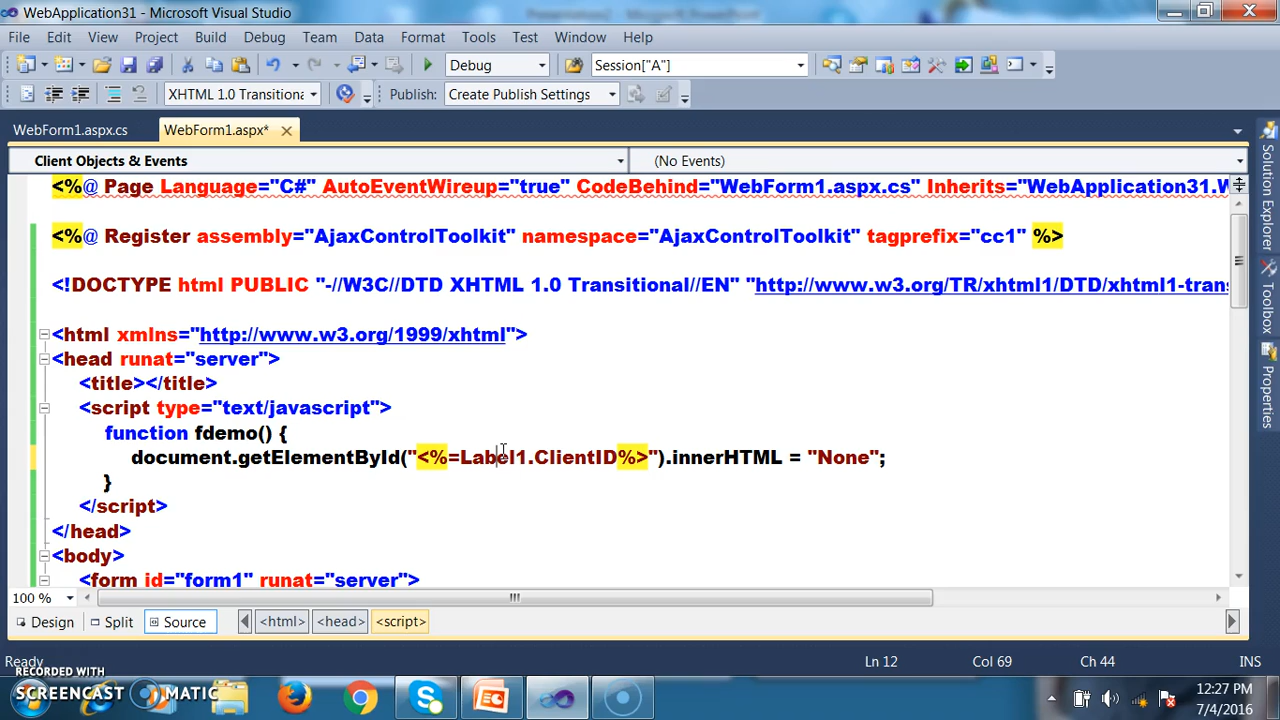 WebApplication31 - Microsoft Visual Studio
File Edit View Project Build Debug Team Data Format Tools Test Window Help
Debug Session["A"]
XHTML 1.0 Transitiona Publish: Create Publish Settings
WebForm1.aspx.cs WebForm1.aspx*
Client Objects & Events (No Events)
<%@ Page Language="C#" AutoEventWireup="true" CodeBehind="WebForm1.aspx.cs" Inherits="WebApplication31.W
<%@ Register assembly="AjaxControlToolkit" namespace="AjaxControlToolkit" tagprefix="cc1" %>
<!DOCTYPE html PUBLIC "-//W3C//DTD XHTML 1.0 Transitional//EN" "http://www.w3.org/TR/xhtml1/DTD/xhtml1-trans
<html xmlns="http://www.w3.org/1999/xhtml">
<head runat="server">
<title></title>
<script type="text/javascript">
function fdemo() {
document.getElementById("<%=Label1.ClientID%>").innerHTML = "None";
}
</script>
</head>
<body>
<form id="form1" runat="server">
100 %
Design Split Source <html> <head> <script>
Ready Ln 12 Col 69 Ch 44 INS
Solution Explorer
Toolbox
Properties
RECORDED WITH
SCREENCAST MATIC
12:27 PM
7/4/2016